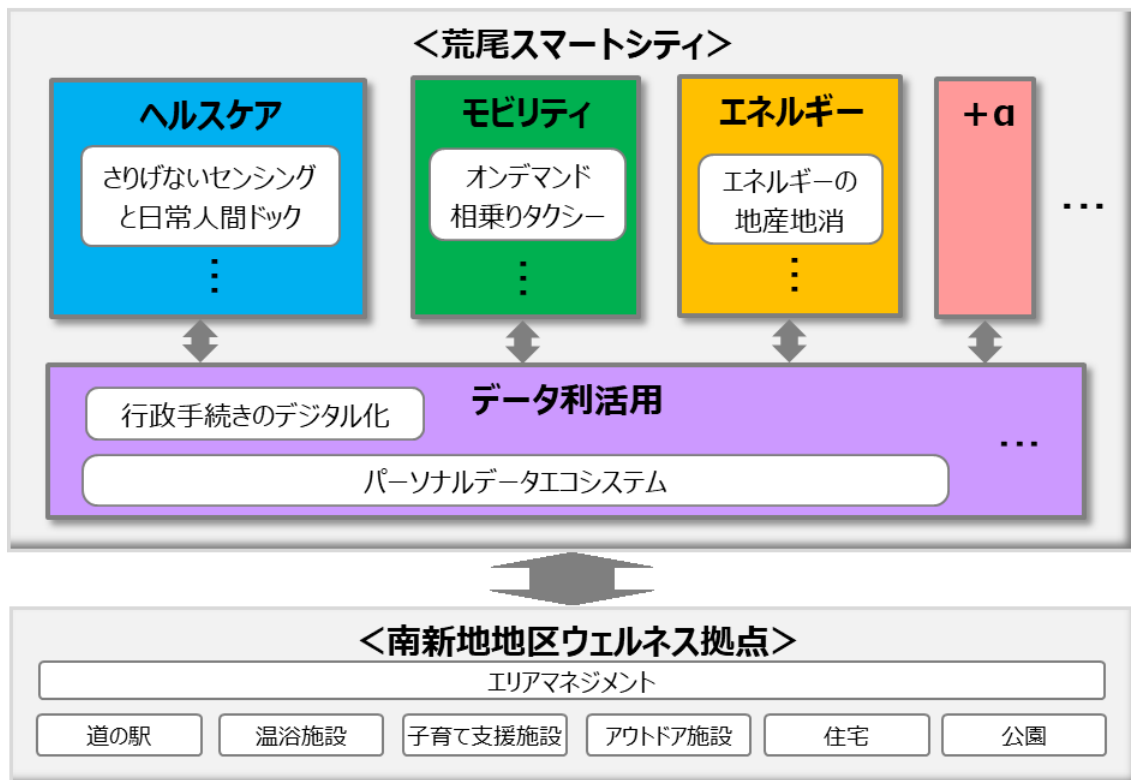 ＜荒尾スマートシティ＞
ヘルスケア
さりげないセンシング
と日常人間ドック
⋮
モビリティ
オンデマンド
相乗りタクシー
⋮
エネルギー
エネルギーの
地産地消
⋮
＋α
…
データ利活用
行政手続きのデジタル化
…
パーソナルデータエコシステム
＜南新地地区ウェルネス拠点＞
エリアマネジメント
道の駅
温浴施設
子育て支援施設
アウトドア施設
住宅
公園